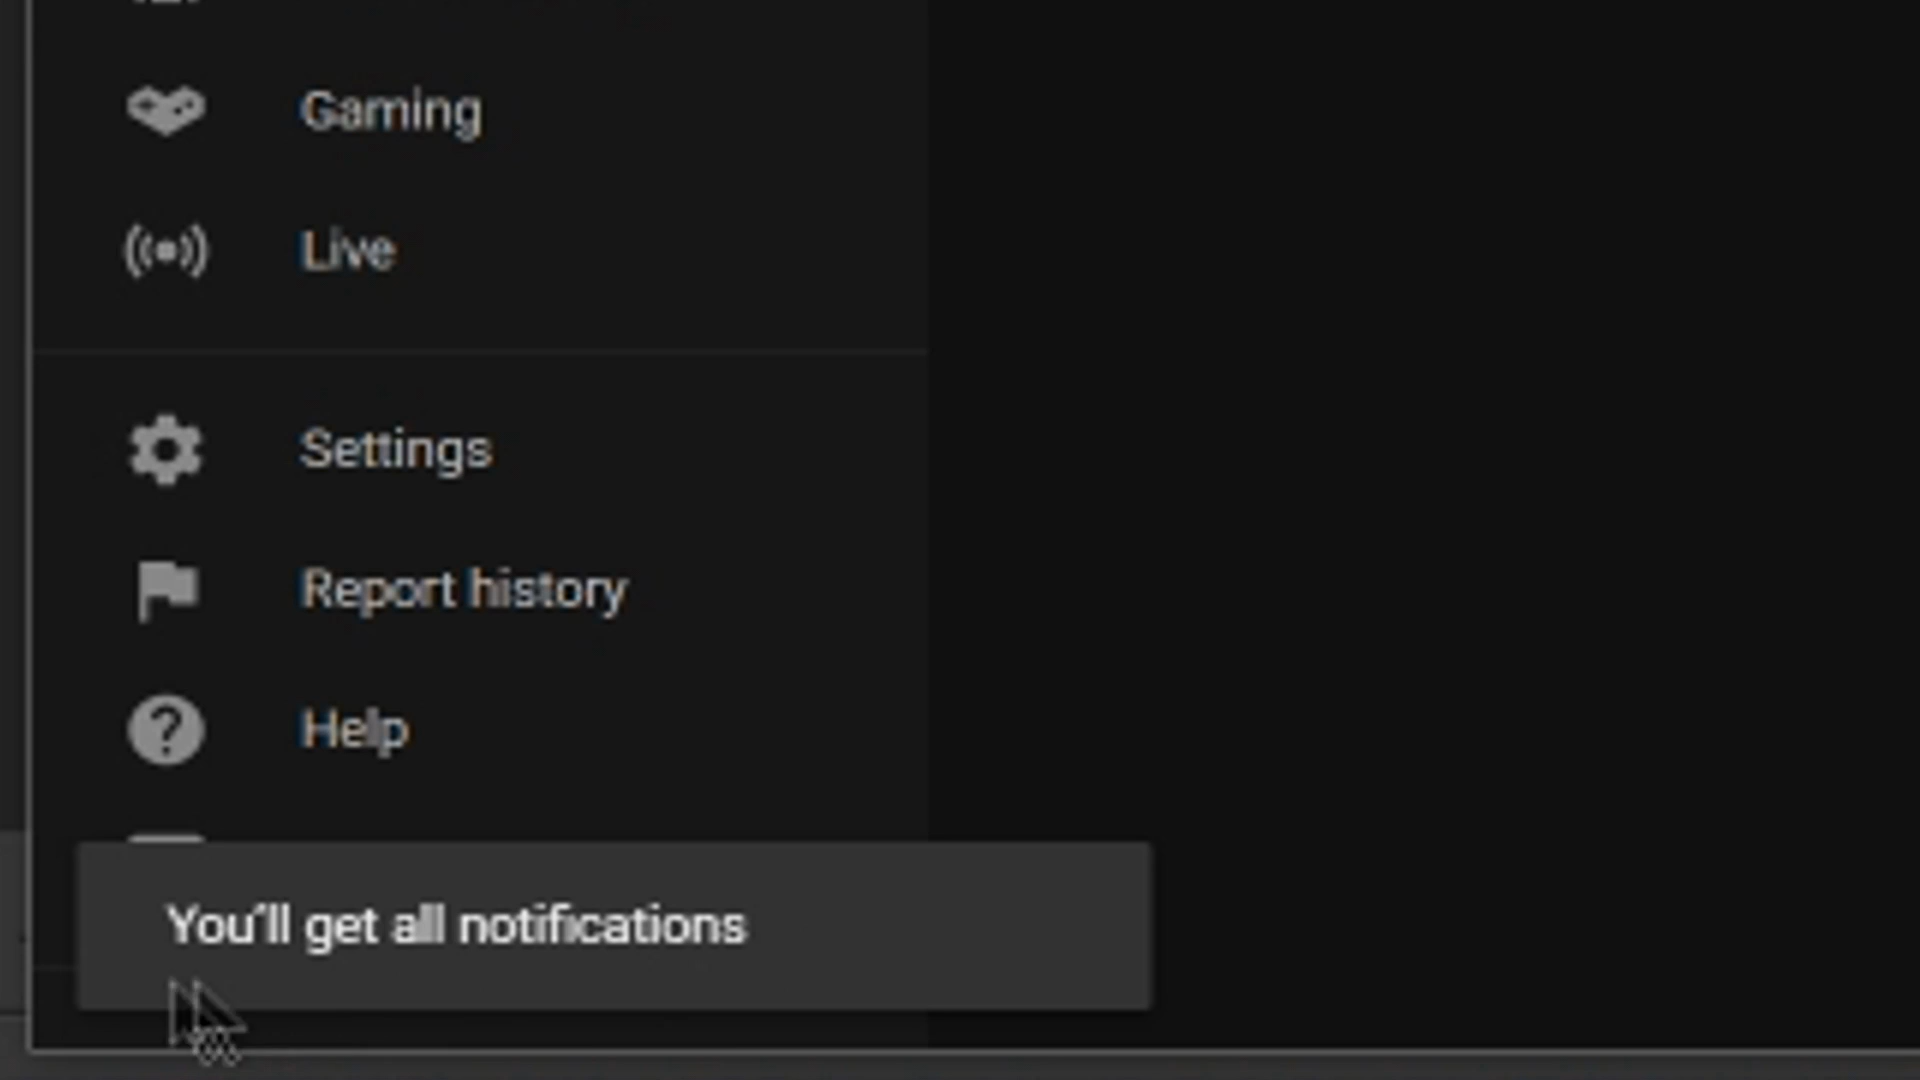 Gaming
Live
Settings
Report history
Help
You'll get all notifications